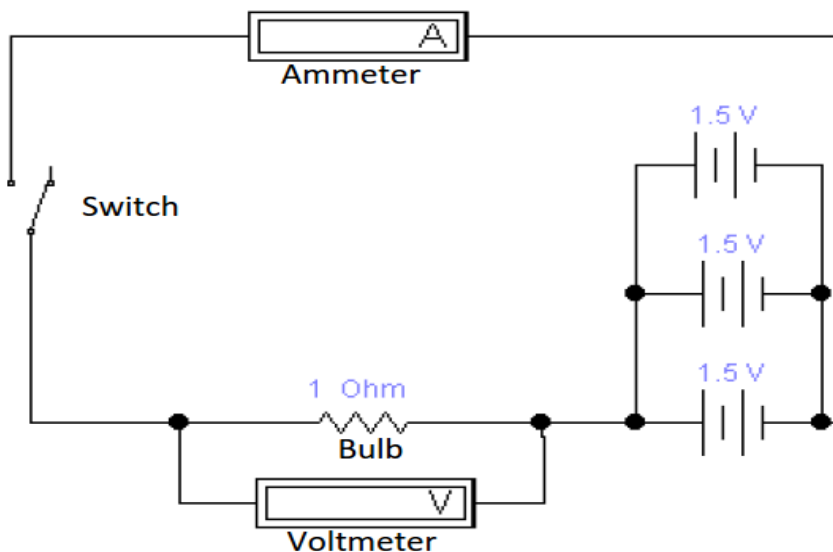 A
Ammeter
1.5 V
Switch
1.5 V
1 Ohm
1.5 V
Bulb
V
Voltmeter